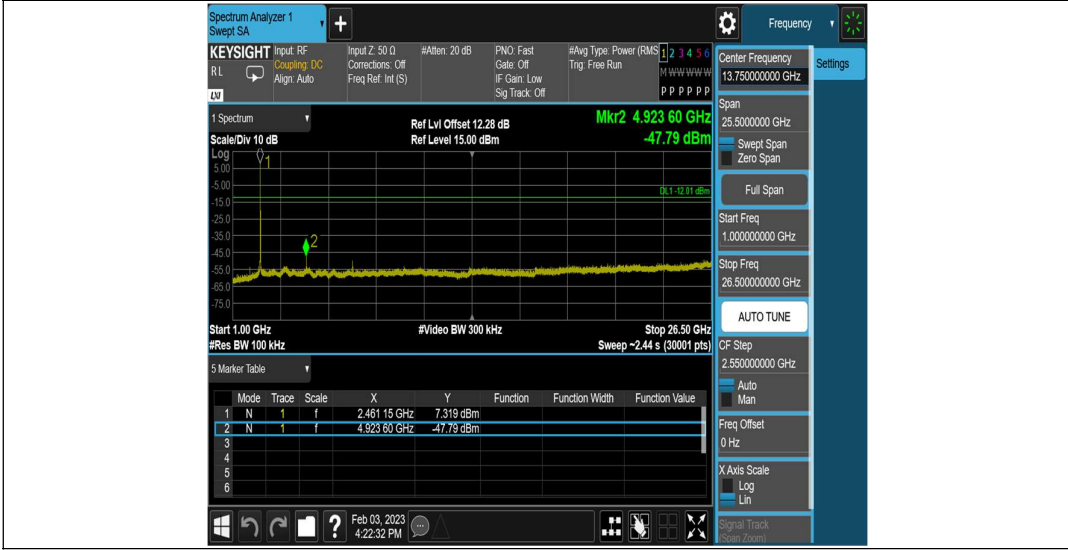 Spectrum Analyzer 1
Swept SA
+
Frequency
KEYSIGHT
R L
LXI
Input: RF
Coupling: DC
Align: Auto
Input Z: 50 Ω
Corrections: Off
Freq Ref: Int (S)
#Atten: 20 dB
PNO: Fast
Gate: Off
IF Gain: Low
Sig Track: Off
#Avg Type: Power (RMS
Trig: Free Run
1 2 3 4 5 6
M W W W W W
P P P P P P
Center Frequency
13.750000000 GHz
Settings
Span
25.5000000 GHz
Swept Span
Zero Span
Full Span
Start Freq
1.000000000 GHz
Stop Freq
26.500000000 GHz
AUTO TUNE
CF Step
2.550000000 GHz
Auto
Man
Freq Offset
0 Hz
X Axis Scale
Log
Lin
Signal Track
(Span Zoom)
1 Spectrum
Scale/Div 10 dB
Ref Lvl Offset 12.28 dB
Ref Level 15.00 dBm
Mkr2 4.923 60 GHz
-47.79 dBm
Log
1
5.00
-5.00
DL1 -12.01 dBm
-15.0
-25.0
-35.0
2
-45.0
-55.0
-65.0
-75.0
Start 1.00 GHz
#Video BW 300 kHz
Stop 26.50 GHz
#Res BW 100 kHz
Sweep ~2.44 s (30001 pts)
5 Marker Table
Mode Trace Scale X Y Function Function Width Function Value
1 N 1 f 2.461 15 GHz 7.319 dBm
2 N 1 f 4.923 60 GHz -47.79 dBm
3
4
5
6
?
Feb 03, 2023
4:22:32 PM